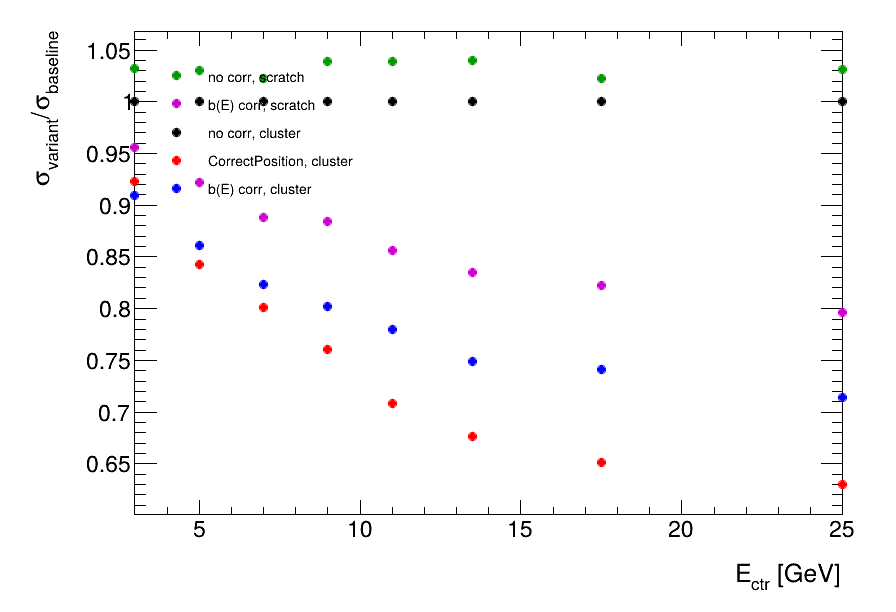 σvariant/σbaseline
1.05
1
0.95
0.9
0.85
0.8
0.75
0.7
0.65
no corr, scratch
b(E) corr, scratch
no corr, cluster
CorrectPosition, cluster
b(E) corr, cluster
5 10 15 20 25
Ectr [GeV]